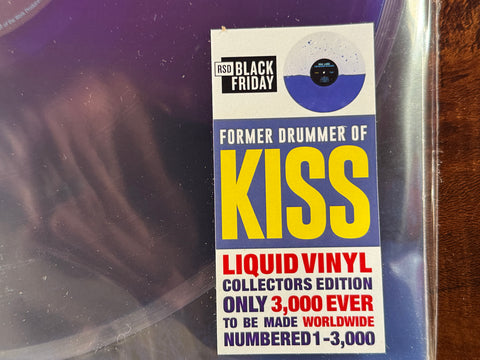 RSD BLACK
FRIDAY
FORMER DRUMMER OF
KISS
LIQUID VINYL
COLLECTORS EDITION
ONLY 3,000 EVER
TO BE MADE WORLDWIDE
NUMBERED 1-3,000